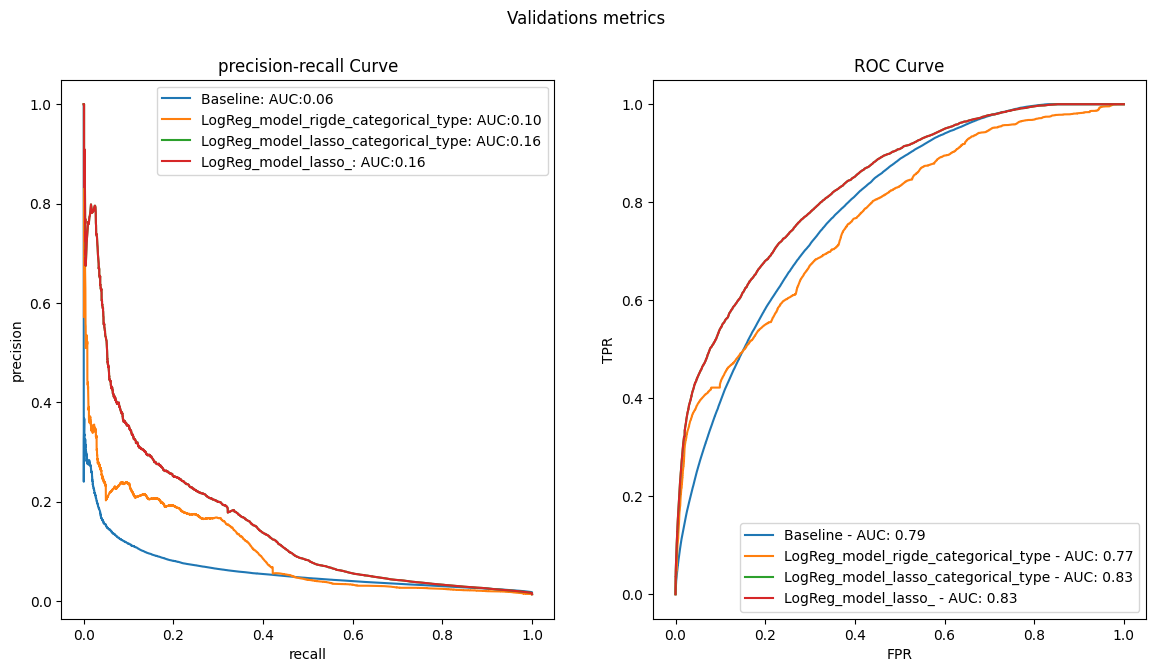 Validations metrics
precision-recall Curve
Baseline: AUC:0.06
LogReg_model_rigde_categorical_type: AUC:0.10
LogReg_model_lasso_categorical_type: AUC:0.16
LogReg_model_lasso_: AUC:0.16
1.0
0.8
0.6
0.4
0.2
0.0
precision
0.0 0.2 0.4 0.6 0.8 1.0
recall
ROC Curve
1.0
0.8
0.6
0.4
0.2
0.0
TPR
Baseline - AUC: 0.79
LogReg_model_rigde_categorical_type - AUC: 0.77
LogReg_model_lasso_categorical_type - AUC: 0.83
LogReg_model_lasso_ - AUC: 0.83
0.0 0.2 0.4 0.6 0.8 1.0
FPR